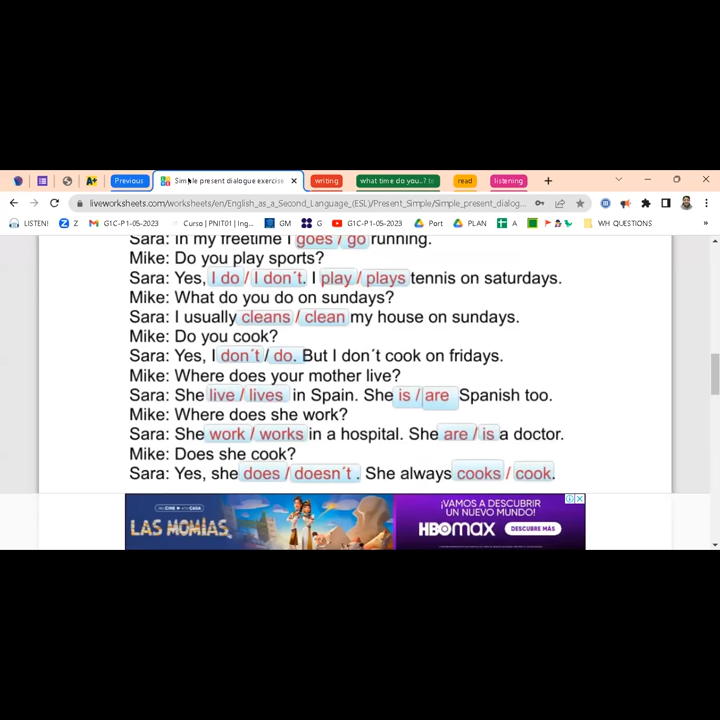 Previous
Simple present dialogue exercise
writing
what time do you..? te
read
listening
liveworksheets.com/worksheets/en/English_as_a_Second_Language_(ESL)/Present_Simple/Simple_present_dialog...
LISTEN!
Z
G1C-P1-05-2023
Curso | PNIT01 | Ing...
GM
G
G1C-P1-05-2023
Port
PLAN
A
WH QUESTIONS
Sara: In my freetime I goes / go running.
Mike: Do you play sports?
Sara: Yes, I do / I don´t. I play / plays tennis on saturdays.
Mike: What do you do on sundays?
Sara: I usually cleans / clean my house on sundays.
Mike: Do you cook?
Sara: Yes, I don´t / do. But I don´t cook on fridays.
Mike: Where does your mother live?
Sara: She live / lives in Spain. She is / are Spanish too.
Mike: Where does she work?
Sara: She work / works in a hospital. She are / is a doctor.
Mike: Does she cook?
Sara: Yes, she does / doesn´t . She always cooks / cook.
CINE
CASA
LAS MOMIAS
¡VAMOS A DESCUBRIR
UN NUEVO MUNDO!
HBOMAX
DESCUBRE MÁS